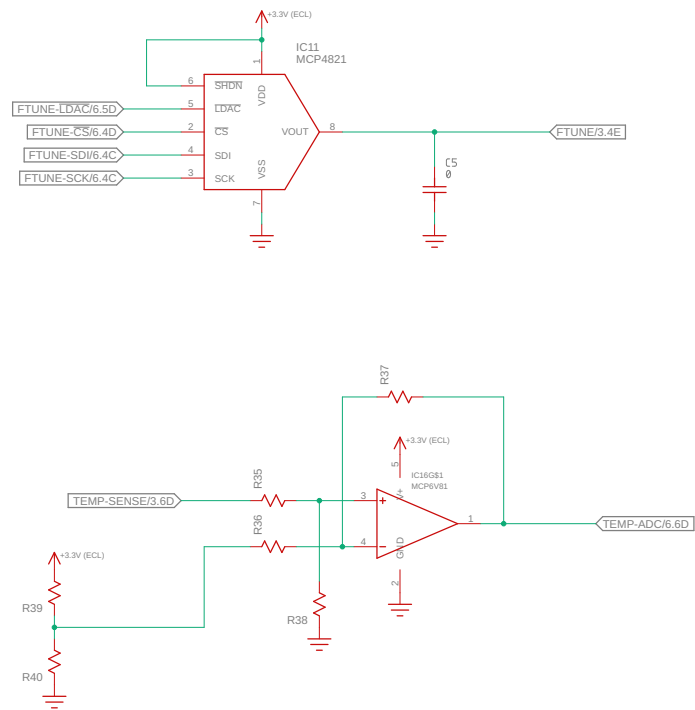 +3.3V (ECL)
IC11
MCP4821
1
6
SHDN
VDD
FTUNE-LDAC/6.5D
5
LDAC
FTUNE-CS/6.4D
2
CS
VOUT
8
FTUNE/3.4E
FTUNE-SDI/6.4C
4
SDI
FTUNE-SCK/6.4C
3
SCK
VSS
7
C5
0
R37
+3.3V (ECL)
5
IC16G$1
MCP6V81
V+
R35
TEMP-SENSE/3.6D
3
+
1
TEMP-ADC/6.6D
R36
4
−
GND
2
+3.3V (ECL)
R39
R38
R40